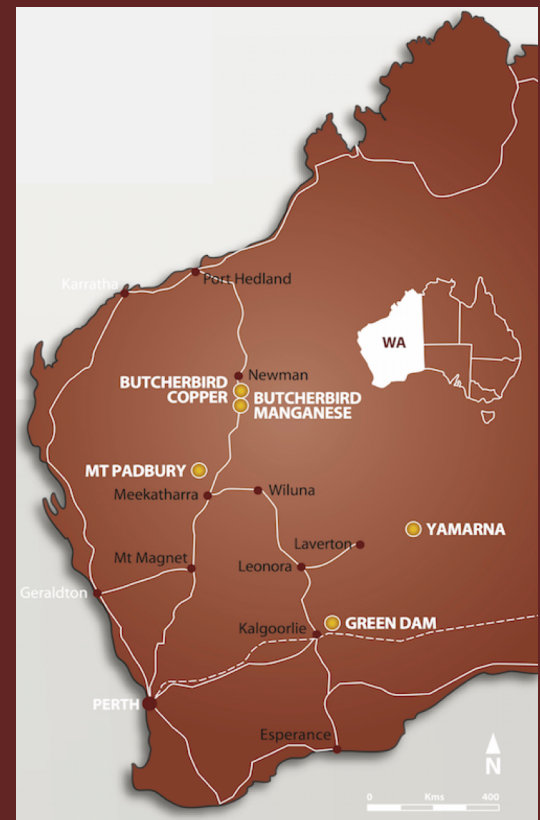 Port Hedland
Karratha
WA
Newman
BUTCHERBIRD
COPPER
BUTCHERBIRD
MANGANESE
MT PADBURY
Meekatharra
Wiluna
YAMARNA
Laverton
Mt Magnet
Leonora
Geraldton
GREEN DAM
Kalgoorlie
PERTH
Esperance
N
0 Kms 400